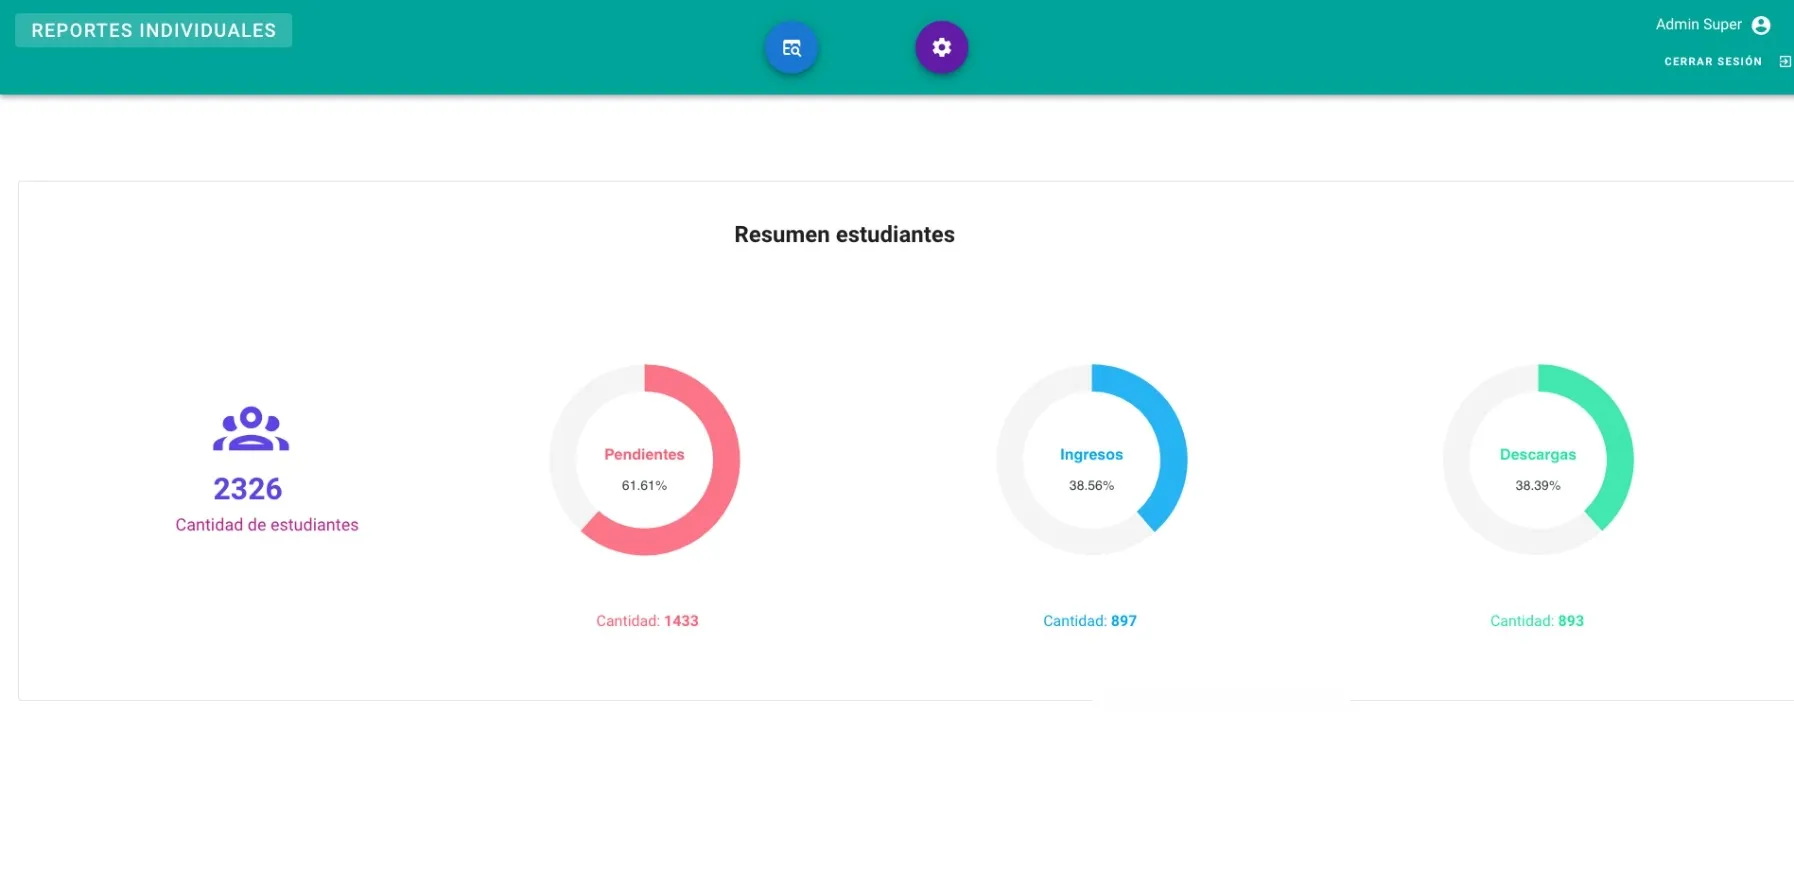 REPORTES INDIVIDUALES
Admin Super
CERRAR SESIÓN
Resumen estudiantes
2326
Cantidad de estudiantes
Pendientes
61.61%
Cantidad: 1433
Ingresos
38.56%
Cantidad: 897
Descargas
38.39%
Cantidad: 893